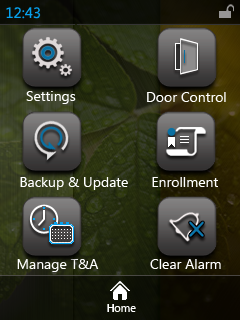 12:43
Settings
Door Control
Backup & Update
Enrollment
Manage T&A
Clear Alarm
Home